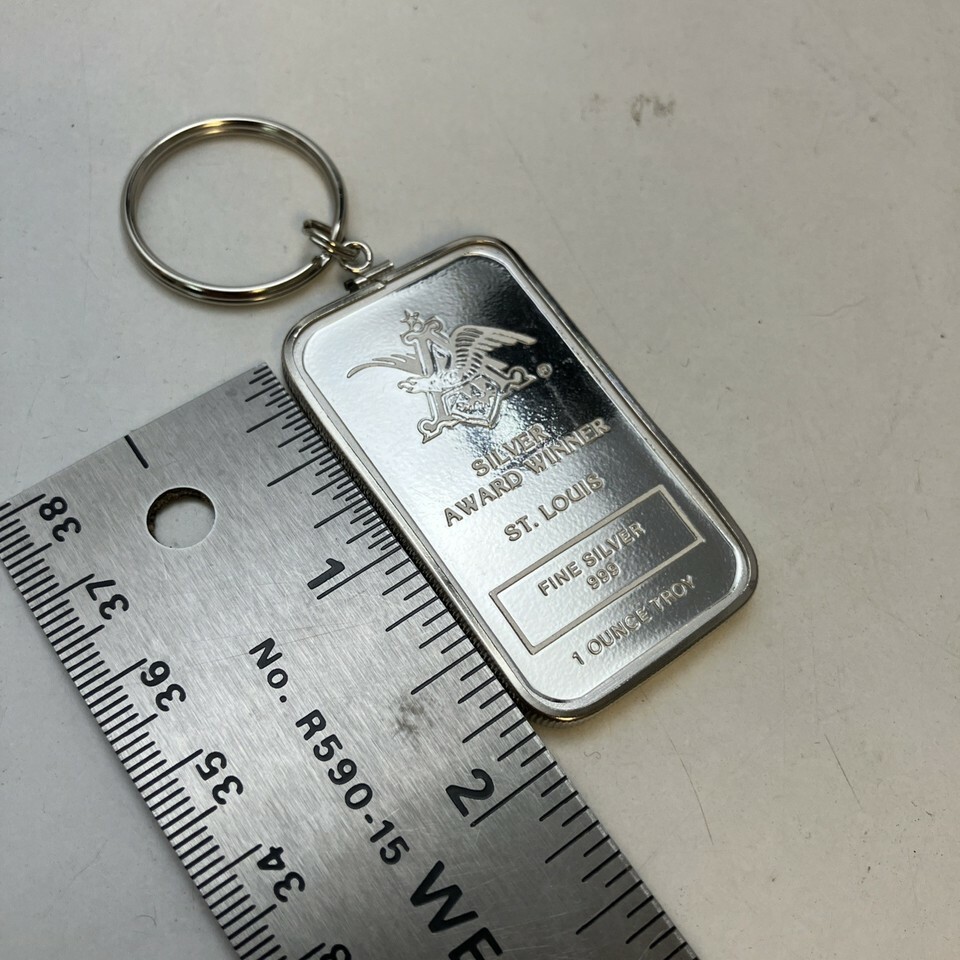 ®
SILVER
AWARD WINNER
ST. LOUIS
FINE SILVER
999
1 OUNCE TROY
1
2
No. R590-15
38
37
36
35
34